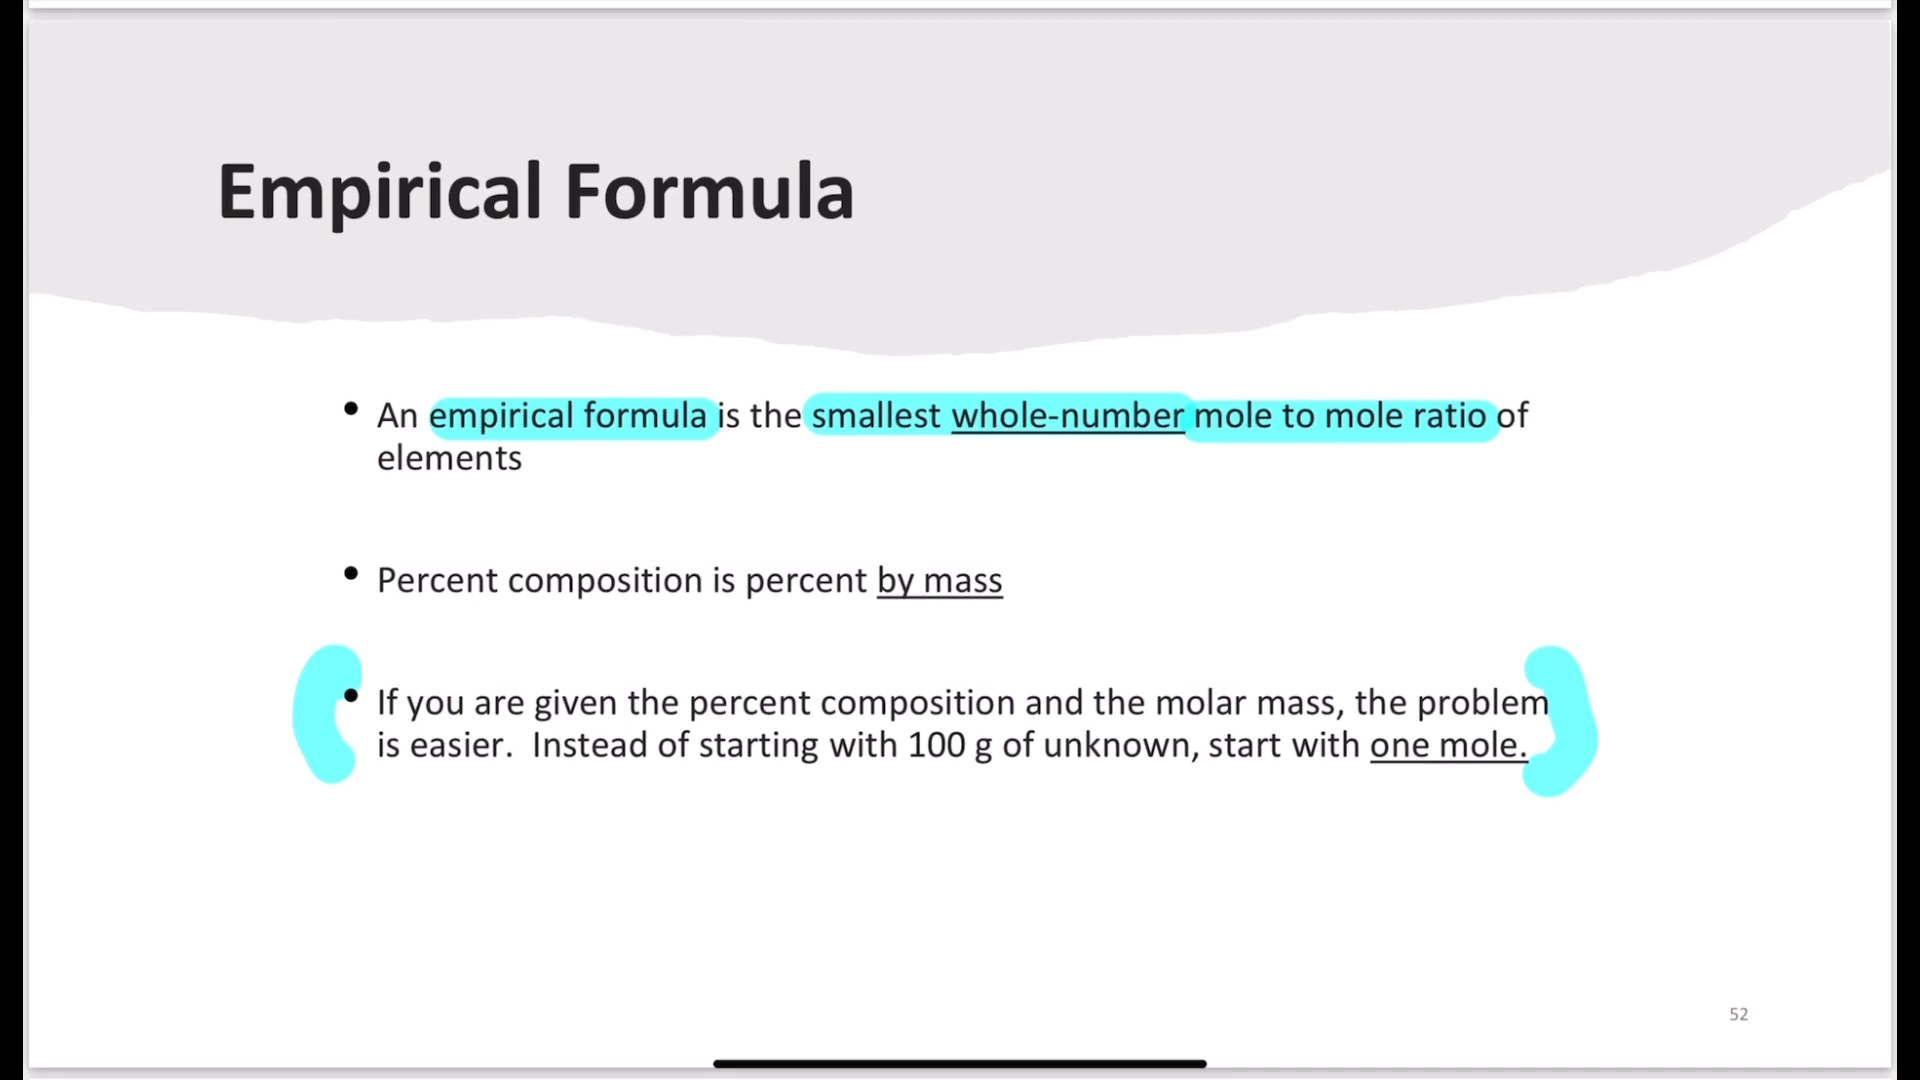 Empirical Formula
• An empirical formula is the smallest whole-number mole to mole ratio of
elements
• Percent composition is percent by mass
• If you are given the percent composition and the molar mass, the problem
is easier.  Instead of starting with 100 g of unknown, start with one mole.
52